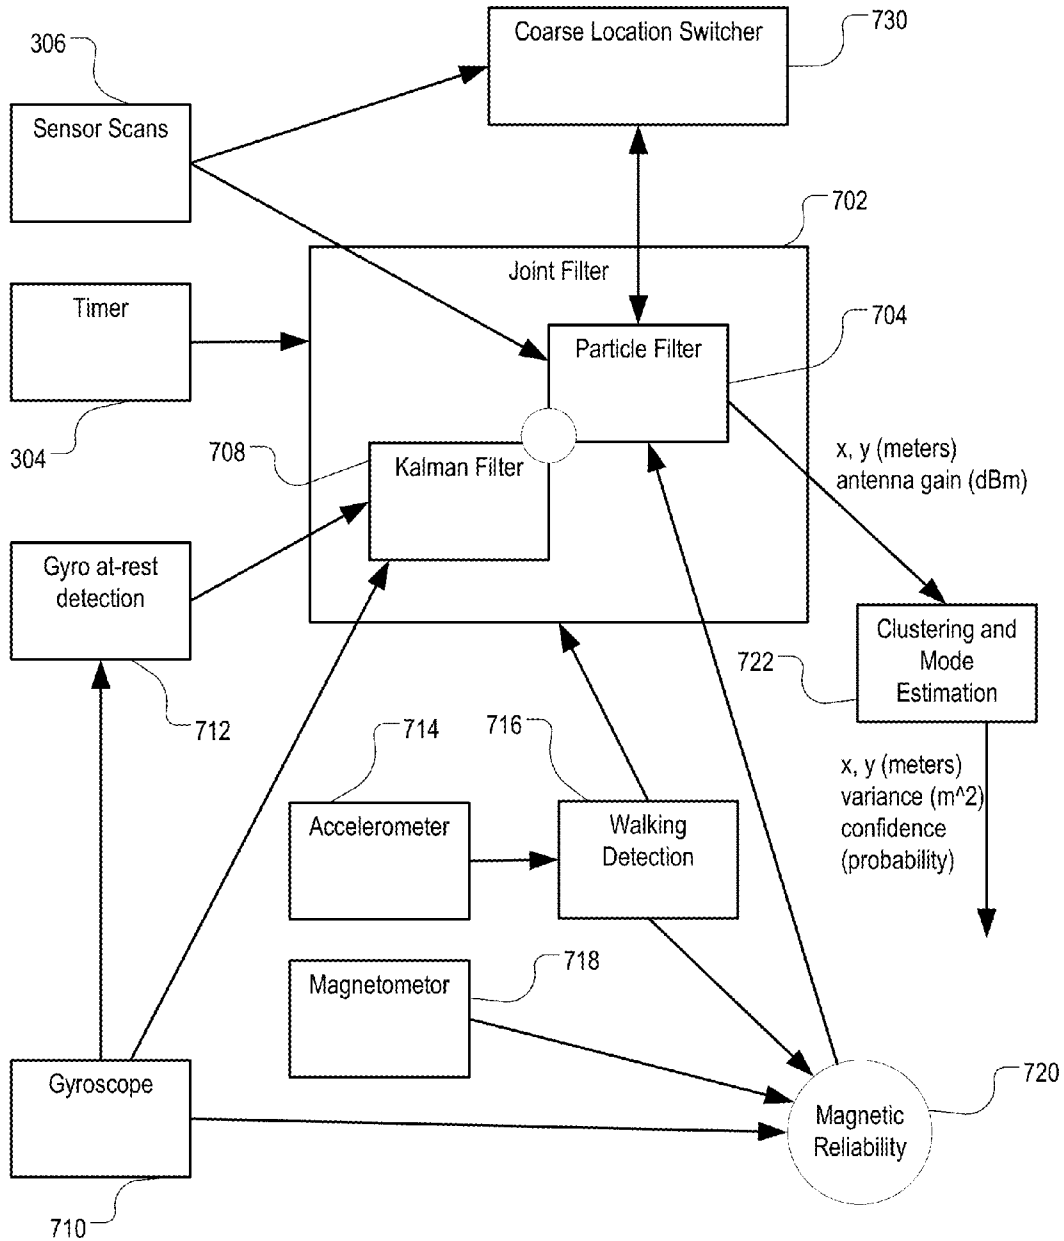 306
Coarse Location Switcher
730
Sensor Scans
702
Joint Filter
Timer
Particle Filter
704
304
708
Kalman Filter
x, y (meters)
antenna gain (dBm)
Gyro at-rest
detection
712
Clustering and
Mode
Estimation
722
714
716
x, y (meters)
variance (m^2)
confidence
(probability)
Accelerometer
Walking
Detection
Magnetometor
718
Gyroscope
720
Magnetic
Reliability
710